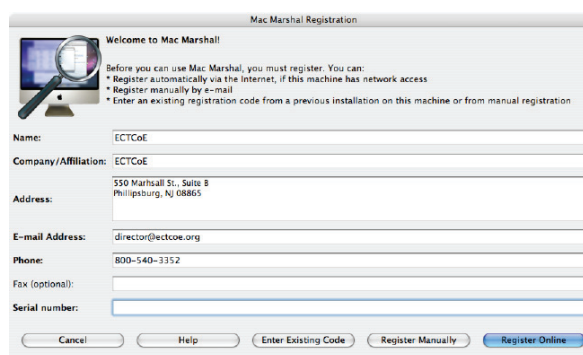 Mac Marshal Registration
Welcome to Mac Marshal!
Before you can use Mac Marshal, you must register. You can:
* Register automatically via the Internet, if this machine has network access
* Register manually by e-mail
* Enter an existing registration code from a previous installation on this machine or from manual registration
Name: ECTCoE
Company/Affiliation: ECTCoE
Address: 550 Marhsall St., Suite B
Phillipsburg, NJ 08865
E-mail Address: director@ectcoe.org
Phone: 800-540-3352
Fax (optional):
Serial number:
Cancel Help Enter Existing Code Register Manually Register Online